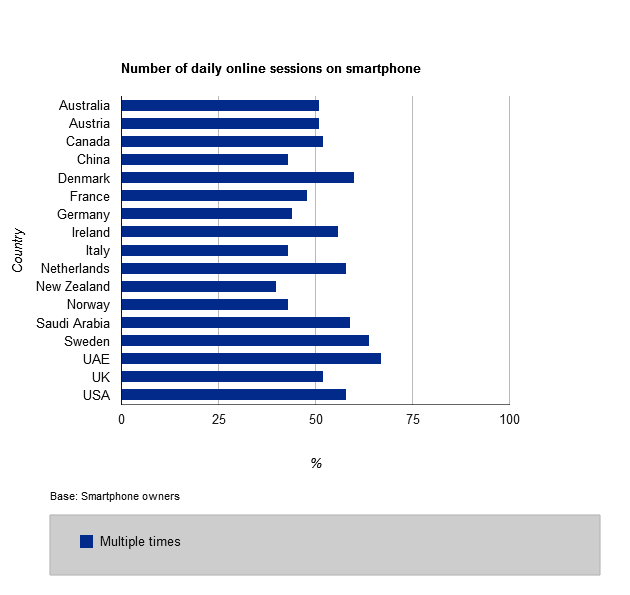 Number of daily online sessions on smartphone
Country
Australia
Austria
Canada
China
Denmark
France
Germany
Ireland
Italy
Netherlands
New Zealand
Norway
Saudi Arabia
Sweden
UAE
UK
USA
0 25 50 75 100
%
Base: Smartphone owners
Multiple times